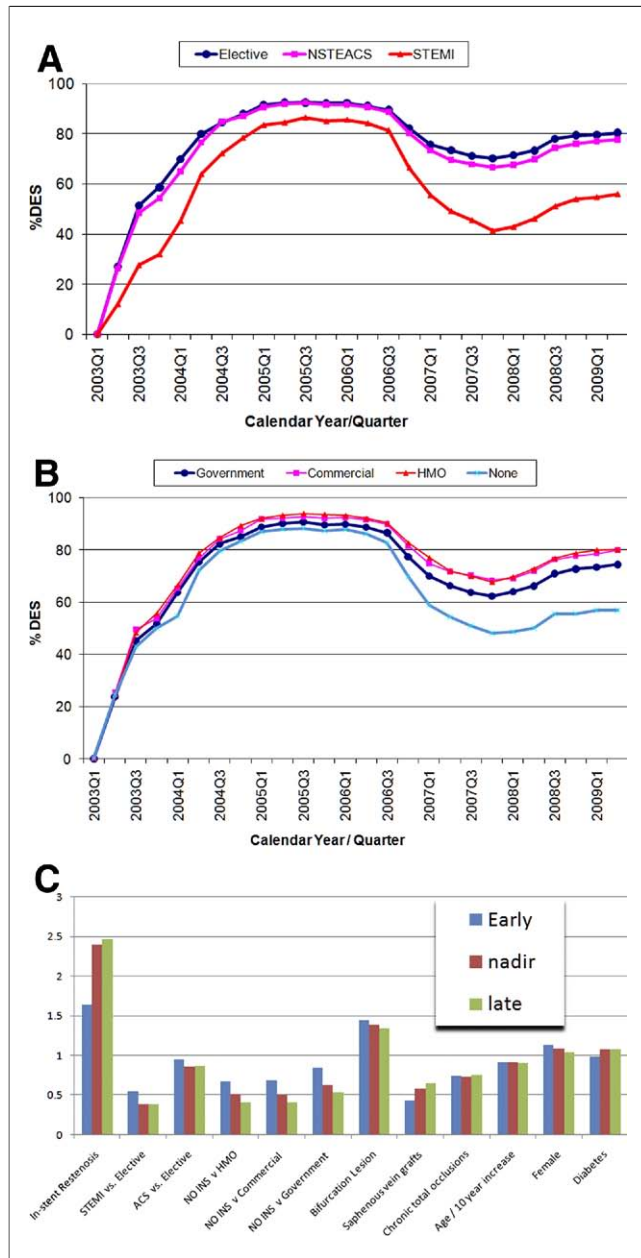 A
Elective NSTEACS STEMI
100
80
60
40
20
0
%DES
2003Q1 2003Q3 2004Q1 2004Q3 2005Q1 2005Q3 2006Q1 2006Q3 2007Q1 2007Q3 2008Q1 2008Q3 2009Q1
Calendar Year/Quarter
B
Government Commercial HMO None
100
80
60
40
20
0
% DES
2003Q1 2003Q3 2004Q1 2004Q3 2005Q1 2005Q3 2006Q1 2006Q3 2007Q1 2007Q3 2008Q1 2008Q3 2009Q1
Calendar Year / Quarter
C
3
2.5
2
1.5
1
0.5
0
Early
nadir
late
In-stent Restenosis
STEMI vs. Elective
ACS vs. Elective
NO INS v HMO
NO INS v Commercial
NO INS v Government
Bifurcation Lesion
Saphenous vein grafts
Chronic total occlusions
Age / 10 year increase
Female
Diabetes